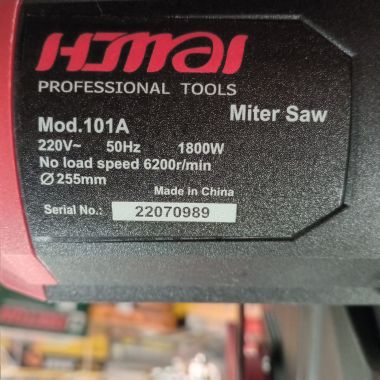 HIMAI
PROFESSIONAL TOOLS
Miter Saw
Mod.101A
220V~ 50Hz 1800W
No load speed 6200r/min
Ø255mm
Made in China
Serial No.: 22070989